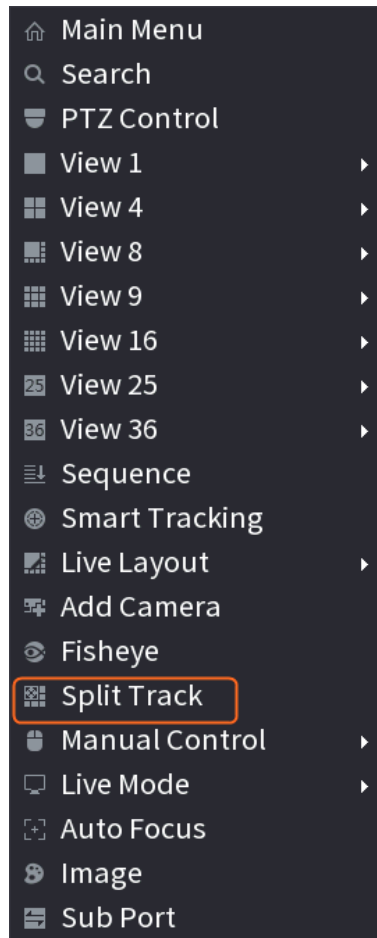 Main Menu
Search
PTZ Control
View 1
View 4
View 8
View 9
View 16
25 View 25
36 View 36
Sequence
Smart Tracking
Live Layout
Add Camera
Fisheye
Split Track
Manual Control
Live Mode
Auto Focus
Image
Sub Port